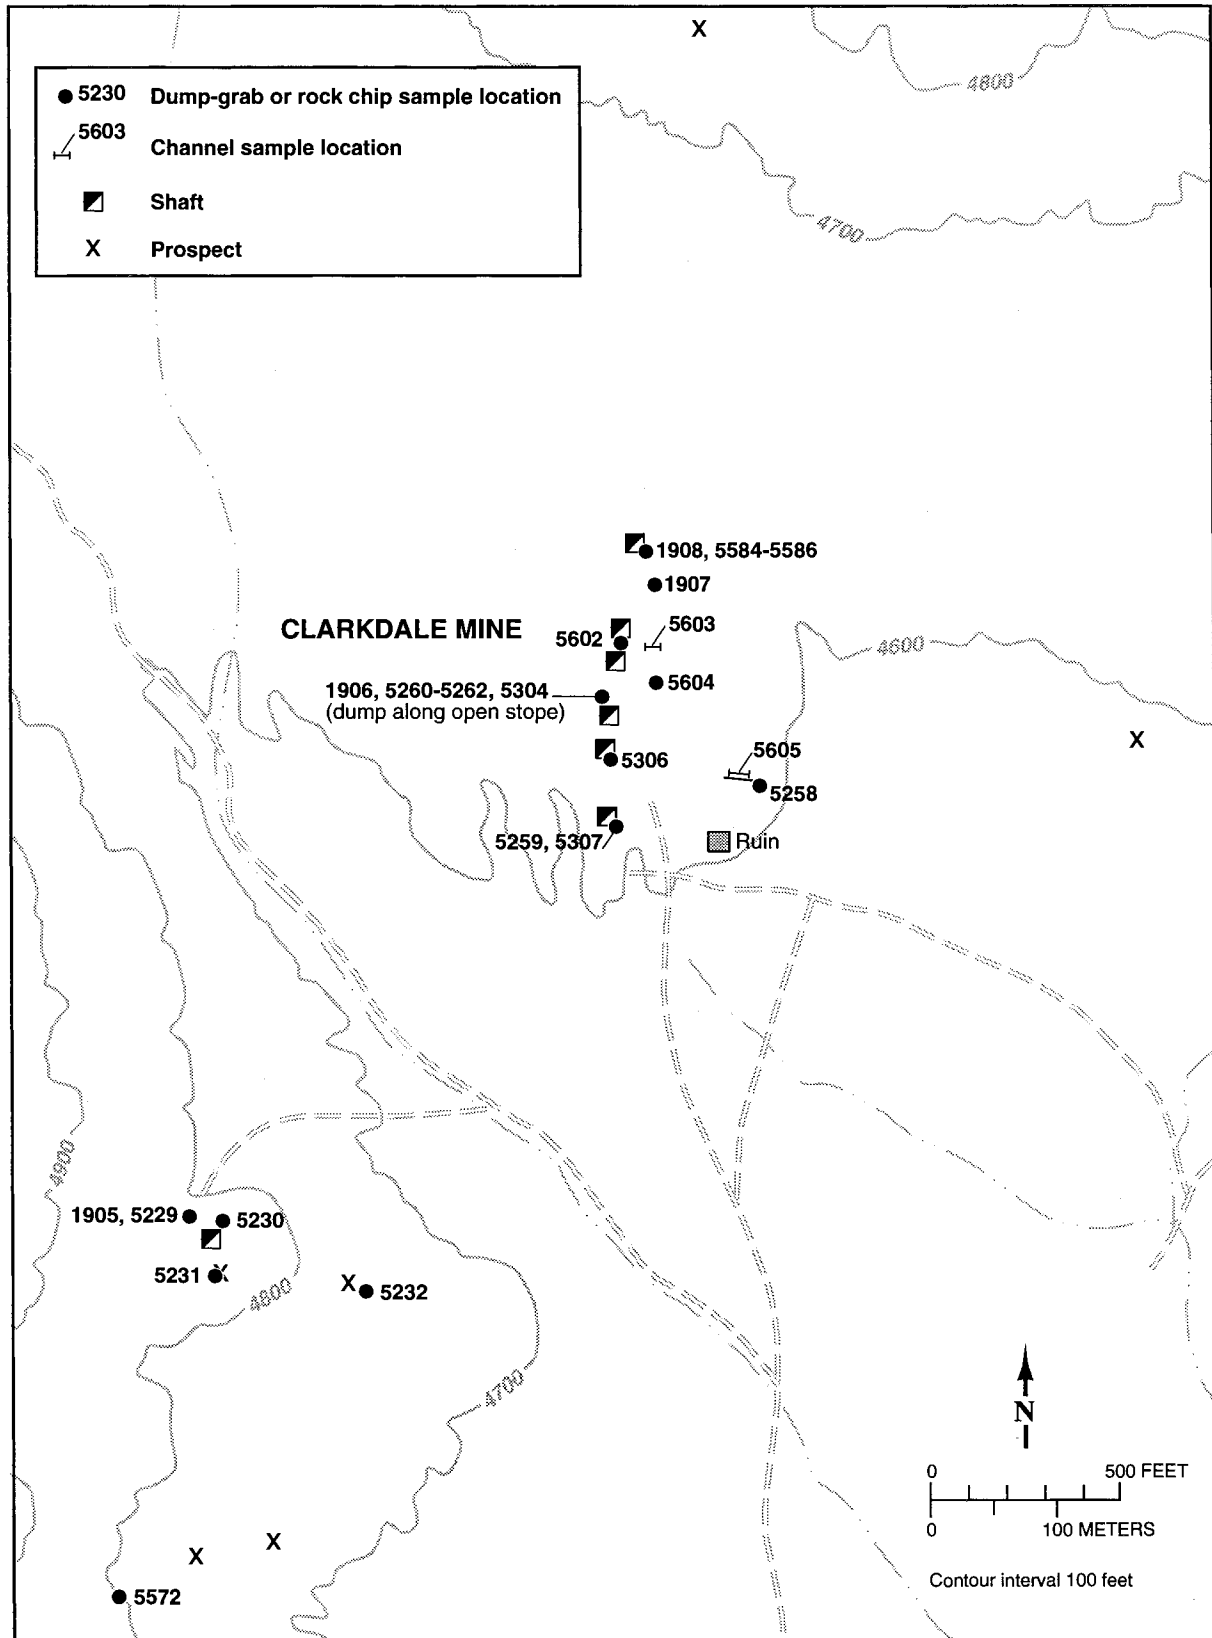 X
4800
5230 Dump-grab or rock chip sample location
5603
Channel sample location
Shaft
X Prospect
4700
1908, 5584-5586
1907
CLARKDALE MINE
5602
5603
4600
5604
1906, 5260-5262, 5304
(dump along open stope)
X
5306
5605
5258
5259, 5307
Ruin
4900
1905, 5229
5230
5231 X
4800
X 5232
4700
N
0 500 FEET
0 100 METERS
Contour interval 100 feet
X X
5572